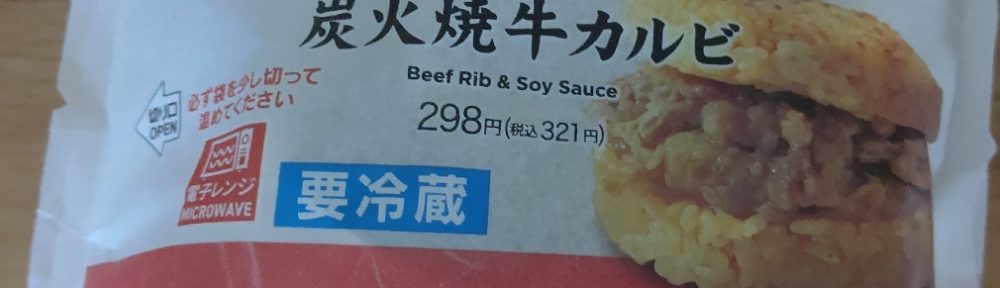 炭火焼牛カルビ
Beef Rib & Soy Sauce
298円(税込321円)
切り口
OPEN
必ず袋を少し切って
温めてください
電子レンジ
MICROWAVE
要冷蔵